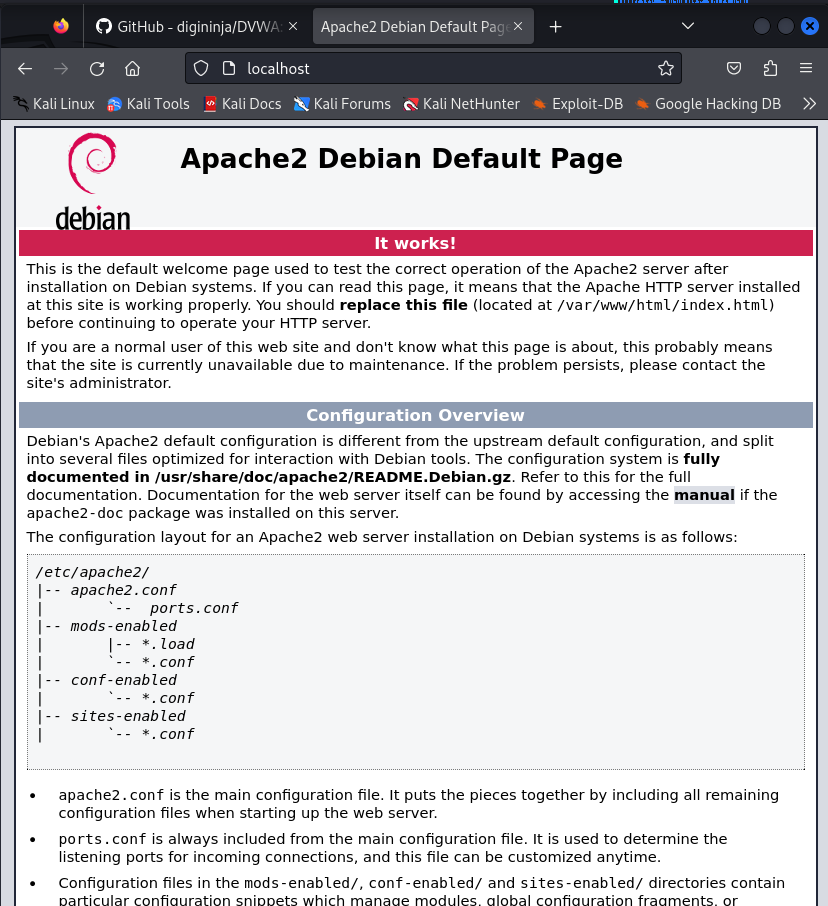 GitHub - digininja/DVWA:
Apache2 Debian Default Page
localhost
Kali Linux Kali Tools Kali Docs Kali Forums Kali NetHunter Exploit-DB Google Hacking DB
debian
Apache2 Debian Default Page
It works!
This is the default welcome page used to test the correct operation of the Apache2 server after
installation on Debian systems. If you can read this page, it means that the Apache HTTP server installed
at this site is working properly. You should replace this file (located at /var/www/html/index.html)
before continuing to operate your HTTP server.
If you are a normal user of this web site and don't know what this page is about, this probably means
that the site is currently unavailable due to maintenance. If the problem persists, please contact the
site's administrator.
Configuration Overview
Debian's Apache2 default configuration is different from the upstream default configuration, and split
into several files optimized for interaction with Debian tools. The configuration system is fully
documented in /usr/share/doc/apache2/README.Debian.gz. Refer to this for the full
documentation. Documentation for the web server itself can be found by accessing the manual if the
apache2-doc package was installed on this server.
The configuration layout for an Apache2 web server installation on Debian systems is as follows:
/etc/apache2/
|-- apache2.conf
|       `--  ports.conf
|-- mods-enabled
|       |-- *.load
|       `-- *.conf
|-- conf-enabled
|       `-- *.conf
|-- sites-enabled
|       `-- *.conf
• apache2.conf is the main configuration file. It puts the pieces together by including all remaining
configuration files when starting up the web server.
• ports.conf is always included from the main configuration file. It is used to determine the
listening ports for incoming connections, and this file can be customized anytime.
• Configuration files in the mods-enabled/, conf-enabled/ and sites-enabled/ directories contain
particular configuration snippets which manage modules, global configuration fragments, or